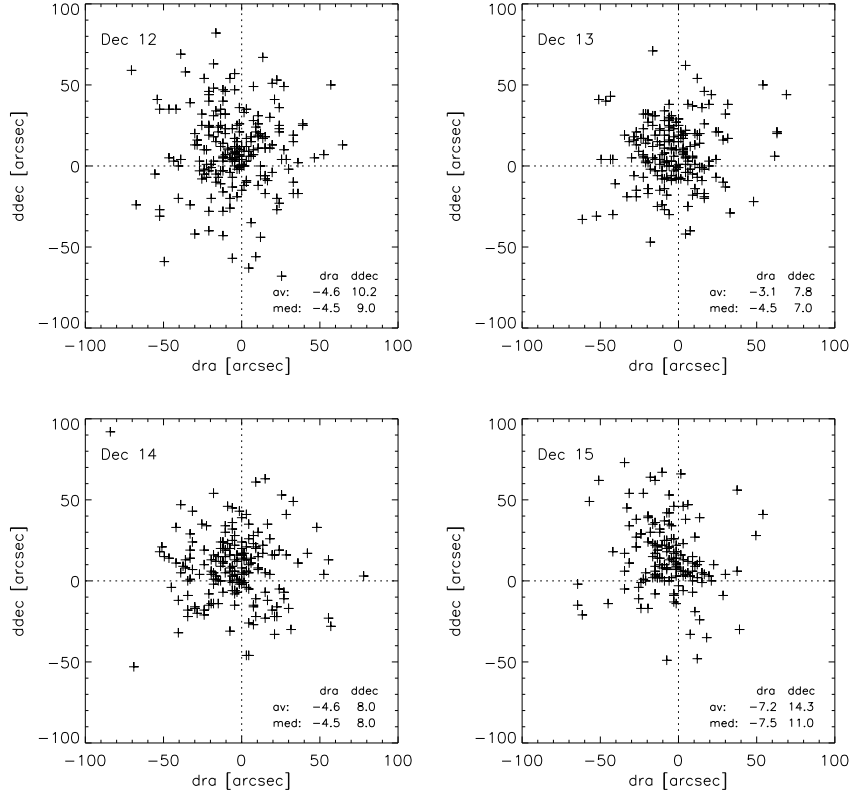 100
50
0
−50
−100
ddec [arcsec]
Dec 12
dra ddec
av: −4.6 10.2
med: −4.5 9.0
−100 −50 0 50 100
dra [arcsec]
100
50
0
−50
−100
ddec [arcsec]
Dec 13
dra ddec
av: −3.1 7.8
med: −4.5 7.0
−100 −50 0 50 100
dra [arcsec]
100
50
0
−50
−100
ddec [arcsec]
Dec 14
dra ddec
av: −4.6 8.0
med: −4.5 8.0
−100 −50 0 50 100
dra [arcsec]
100
50
0
−50
−100
ddec [arcsec]
Dec 15
dra ddec
av: −7.2 14.3
med: −7.5 11.0
−100 −50 0 50 100
dra [arcsec]